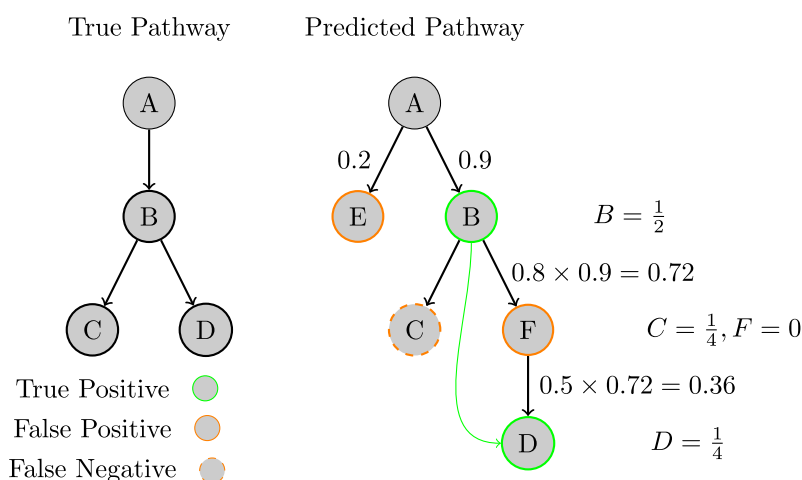 True Pathway
Predicted Pathway
A
A
0.2
0.9
B
E
B
B = 1/2
0.8 × 0.9 = 0.72
C
D
C
F
C = 1/4, F = 0
True Positive
0.5 × 0.72 = 0.36
False Positive
D
D = 1/4
False Negative